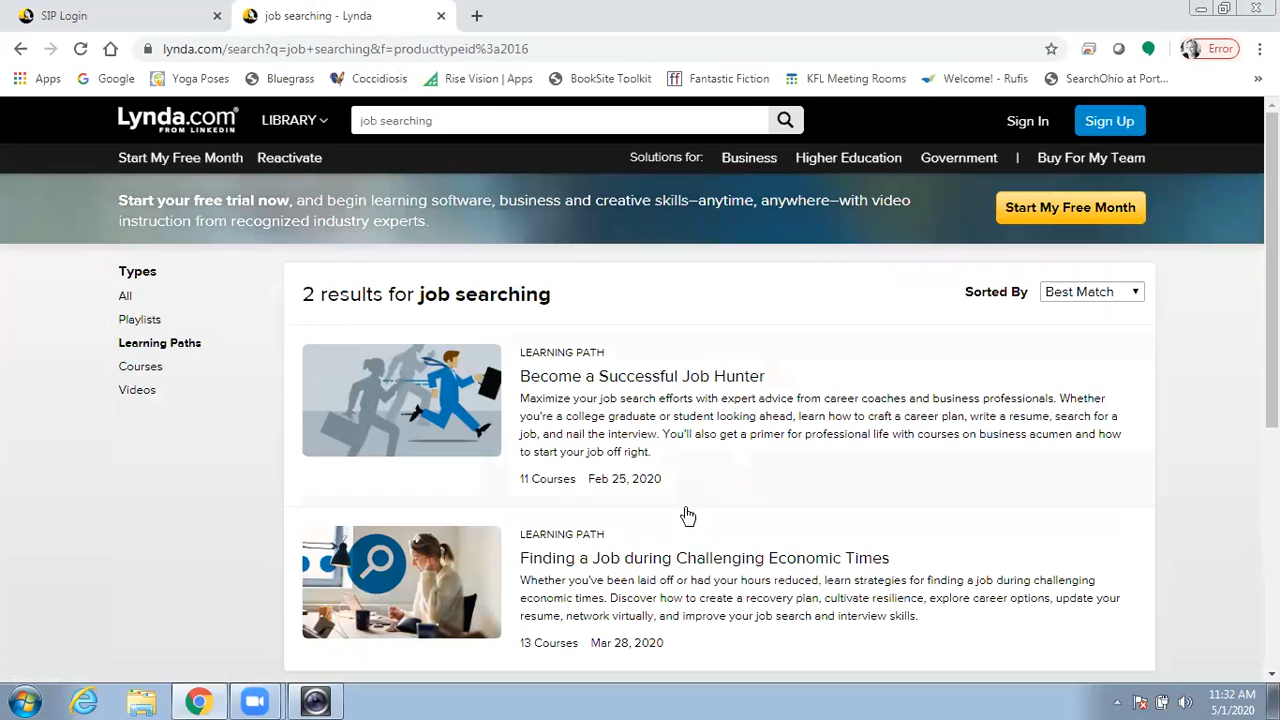 SIP Login
job searching - Lynda
lynda.com/search?q=job+searching&f=producttypeid%3a2016
Error
Apps
Google
Yoga Poses
Bluegrass
Coccidiosis
Rise Vision | Apps
BookSite Toolkit
Fantastic Fiction
KFL Meeting Rooms
Welcome! - Rufis
SearchOhio at Port...
»
Lynda.com
FROM LINKEDIN
LIBRARY
job searching
Sign In
Sign Up
Start My Free Month
Reactivate
Solutions for:
Business
Higher Education
Government
|
Buy For My Team
Start your free trial now, and begin learning software, business and creative skills—anytime, anywhere—with video
instruction from recognized industry experts.
Start My Free Month
Types
All
Playlists
Learning Paths
Courses
Videos
2 results for job searching
Sorted By
Best Match
LEARNING PATH
Become a Successful Job Hunter
Maximize your job search efforts with expert advice from career coaches and business professionals. Whether
you're a college graduate or student looking ahead, learn how to craft a career plan, write a resume, search for a
job, and nail the interview. You'll also get a primer for professional life with courses on business acumen and how
to start your job off right.
11 Courses Feb 25, 2020
LEARNING PATH
Finding a Job during Challenging Economic Times
Whether you've been laid off or had your hours reduced, learn strategies for finding a job during challenging
economic times. Discover how to create a recovery plan, cultivate resilience, explore career options, update your
resume, network virtually, and improve your job search and interview skills.
13 Courses Mar 28, 2020
11:32 AM
5/1/2020